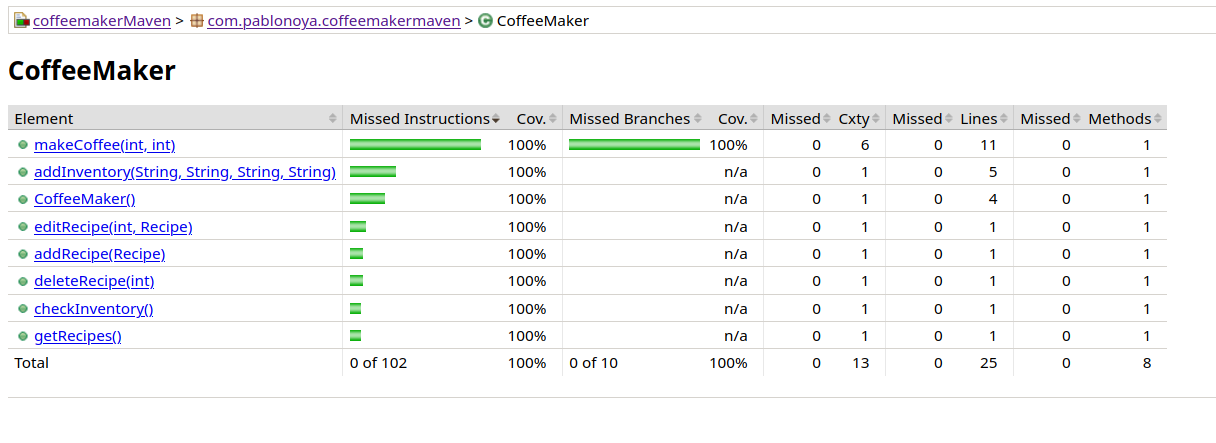 coffeemakerMaven > com.pablonoya.coffeemakermaven > CoffeeMaker
CoffeeMaker
Element Missed Instructions Cov. Missed Branches Cov. Missed Cxty Missed Lines Missed Methods
makeCoffee(int, int) 100% 100% 0 6 0 11 0 1
addInventory(String, String, String, String) 100% n/a 0 1 0 5 0 1
CoffeeMaker() 100% n/a 0 1 0 4 0 1
editRecipe(int, Recipe) 100% n/a 0 1 0 1 0 1
addRecipe(Recipe) 100% n/a 0 1 0 1 0 1
deleteRecipe(int) 100% n/a 0 1 0 1 0 1
checkInventory() 100% n/a 0 1 0 1 0 1
getRecipes() 100% n/a 0 1 0 1 0 1
Total 0 of 102 100% 0 of 10 100% 0 13 0 25 0 8